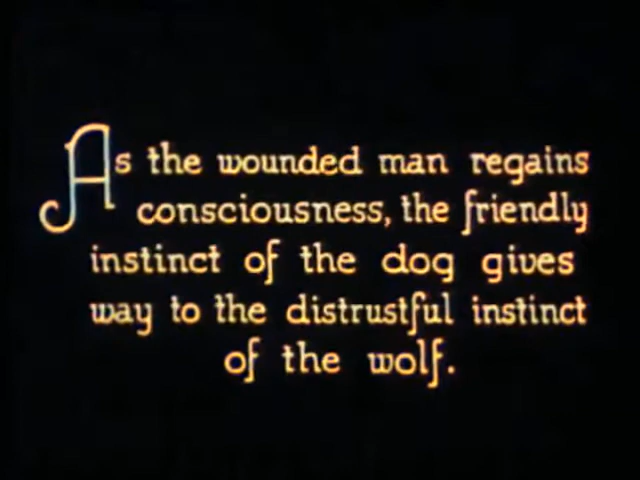 As the wounded man regains
consciousness, the friendly
instinct of the dog gives
way to the distrustful instinct
of the wolf.